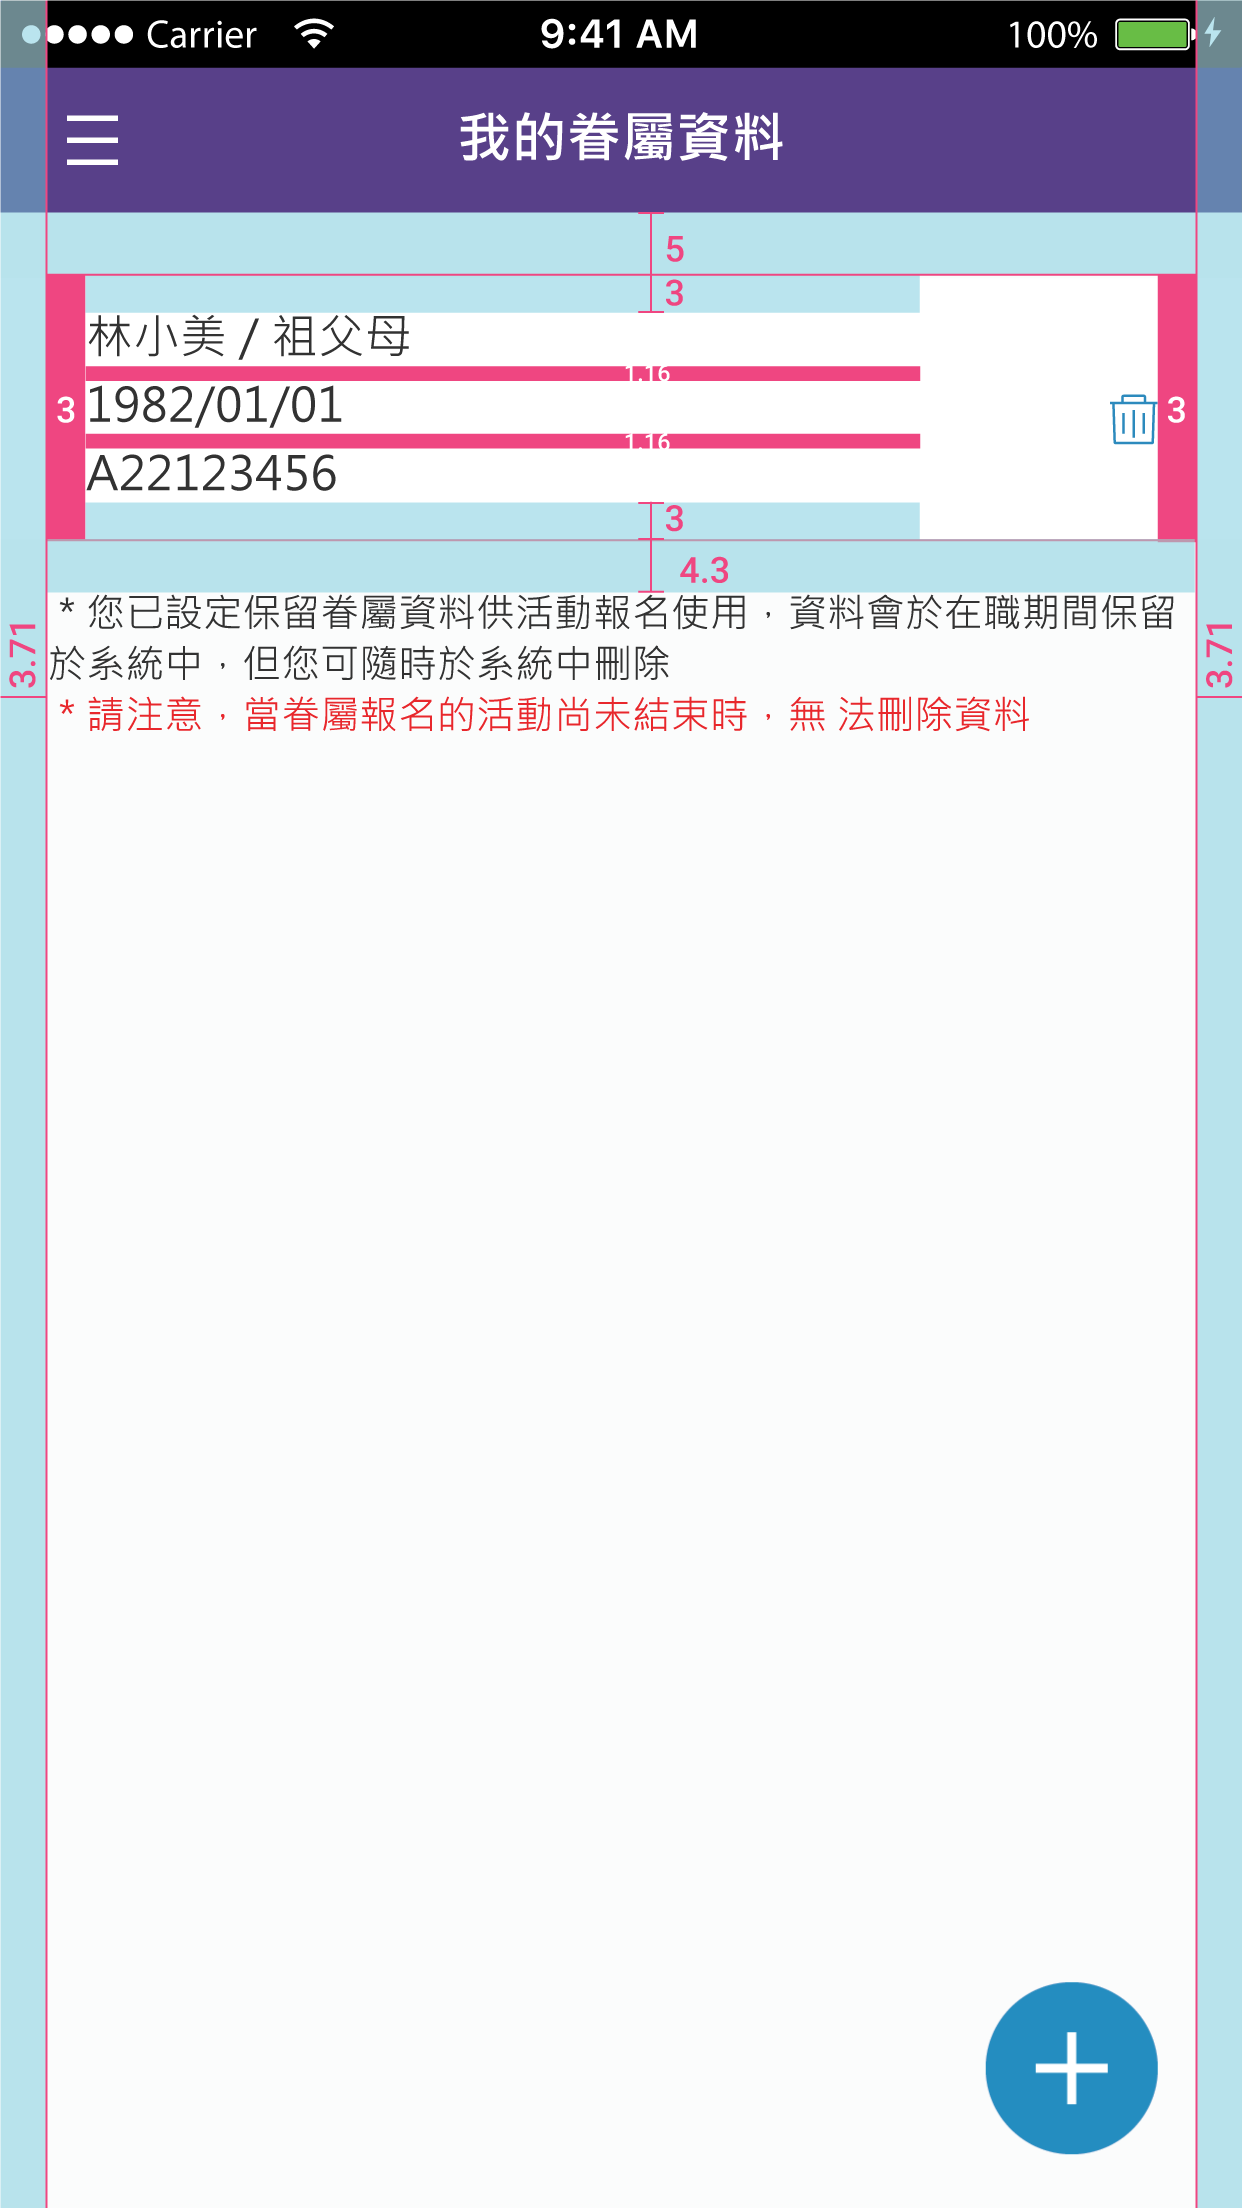 Carrier 9:41 AM 100%
我的眷屬資料
5
3
林小美 / 祖父母
1.16
3 1982/01/01 3
1.16
A22123456
3
4.3
* 您已設定保留眷屬資料供活動報名使用，資料會於在職期間保留
於系統中，但您可隨時於系統中刪除
3.71 3.71
* 請注意，當眷屬報名的活動尚未結束時，無 法刪除資料